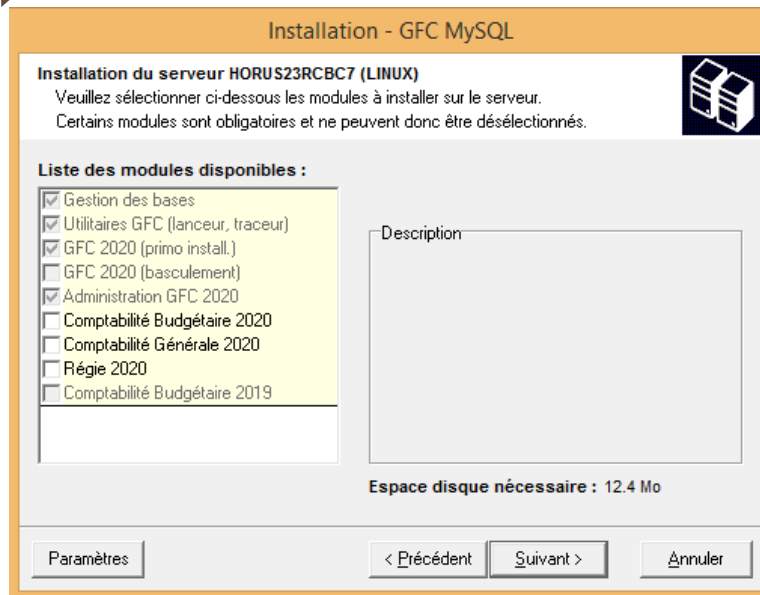 Installation - GFC MySQL
Installation du serveur HORUS23RCBC7 (LINUX)
Veuillez sélectionner ci-dessous les modules à installer sur le serveur.
Certains modules sont obligatoires et ne peuvent donc être désélectionnés.
Liste des modules disponibles :
Gestion des bases
Utilitaires GFC (lanceur, traceur)
GFC 2020 (primo install.)
GFC 2020 (basculement)
Administration GFC 2020
Comptabilité Budgétaire 2020
Comptabilité Générale 2020
Régie 2020
Comptabilité Budgétaire 2019
Description
Espace disque nécessaire : 12.4 Mo
Paramètres
< Précédent
Suivant >
Annuler